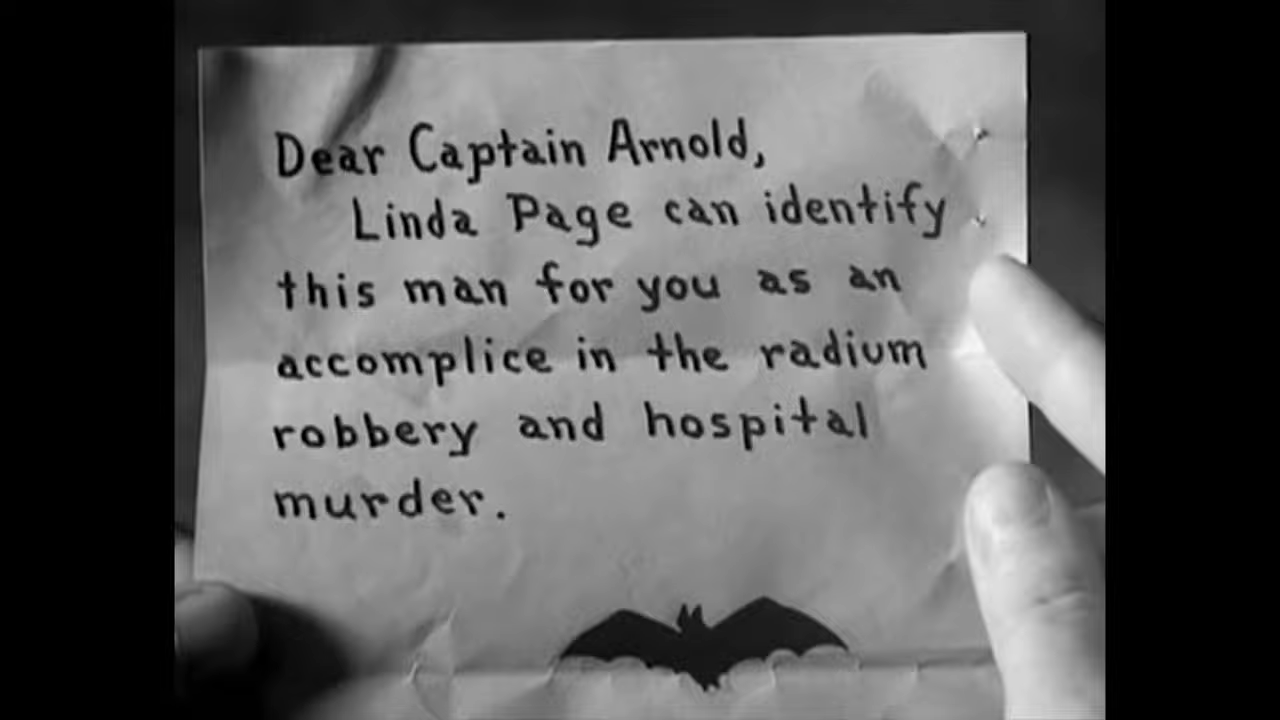 Dear Captain Arnold,
Linda Page can identify
this man for you as an
accomplice in the radium
robbery and hospital
murder.